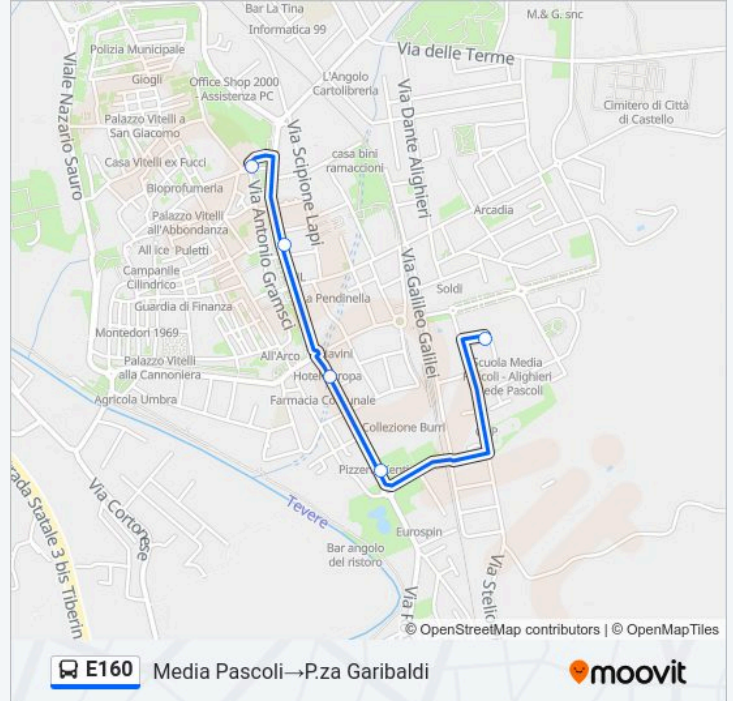 Bar La Tina
Informatica 99
M.& G. snc
Polizia Municipale
Via delle Terme
Giogli
Office Shop 2000
- Assistenza PC
L'Angolo
Cartolibreria
Viale Nazario Sauro
Palazzo Vitelli a
San Giacomo
Via Scipione Lapi
Via Dante Alighieri
Cimitero di Città
di Castello
Casa Vitelli ex Fucci
casa bini
ramaccioni
Bioprofumeria
Via Antonio Gramsci
Arcadia
Palazzo Vitelli
all'Abbondanza
All ice Puletti
Via Galileo Galilei
Campanile
Cilindrico
Soldi
Pendinella
Guardia di Finanza
Montedori 1969
All'Arco
Palazzo Vitelli
alla Cannoniera
Scuola Media
Pascoli - Alighieri
Sede Pascoli
Agricola Umbra
Farmacia Comunale
Collezione Burri
Via Cortonese
Tevere
Eurospin
Bar angolo
del ristoro
Statale 3 bis Tiberin
© OpenStreetMap contributors | © OpenMapTiles
E160 Media Pascoli→P.za Garibaldi
moovit